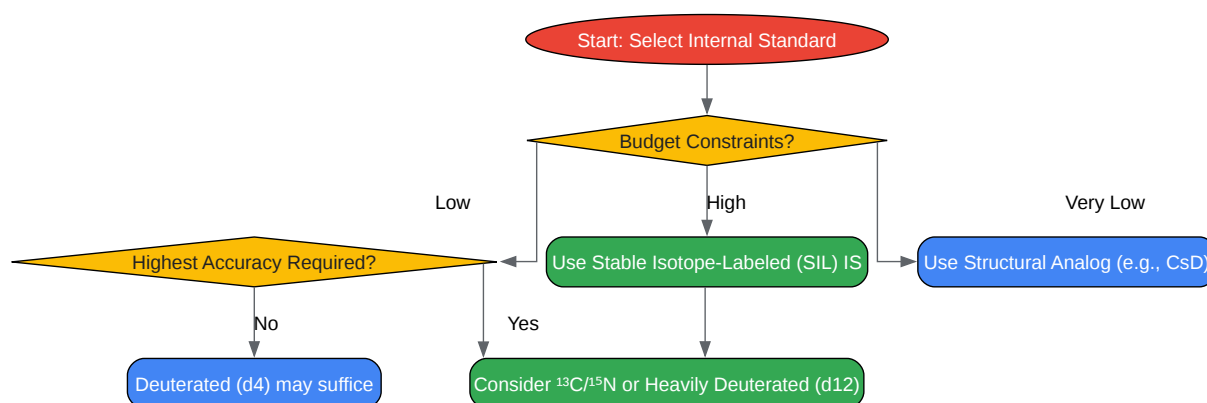 Start: Select Internal Standard
Budget Constraints?
Low
High
Very Low
Highest Accuracy Required?
Use Stable Isotope-Labeled (SIL) IS
Use Structural Analog (e.g., CsD)
No
Yes
Deuterated (d4) may suffice
Consider ¹³C/¹⁵N or Heavily Deuterated (d12)